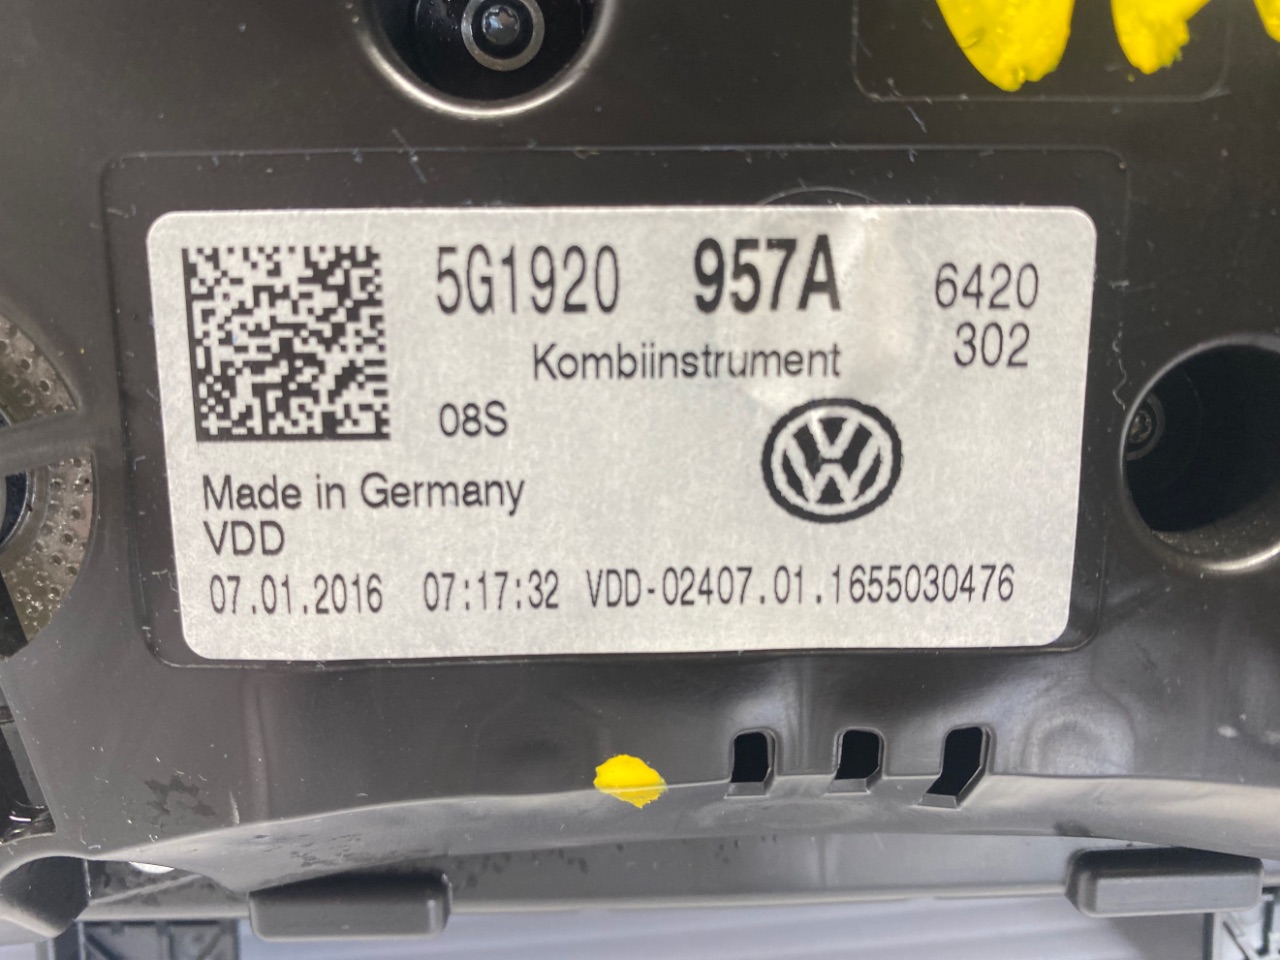 5G1920 957A 6420
302
Kombiinstrument
08S
Made in Germany
VDD
07.01.2016 07:17:32 VDD-02407.01.1655030476